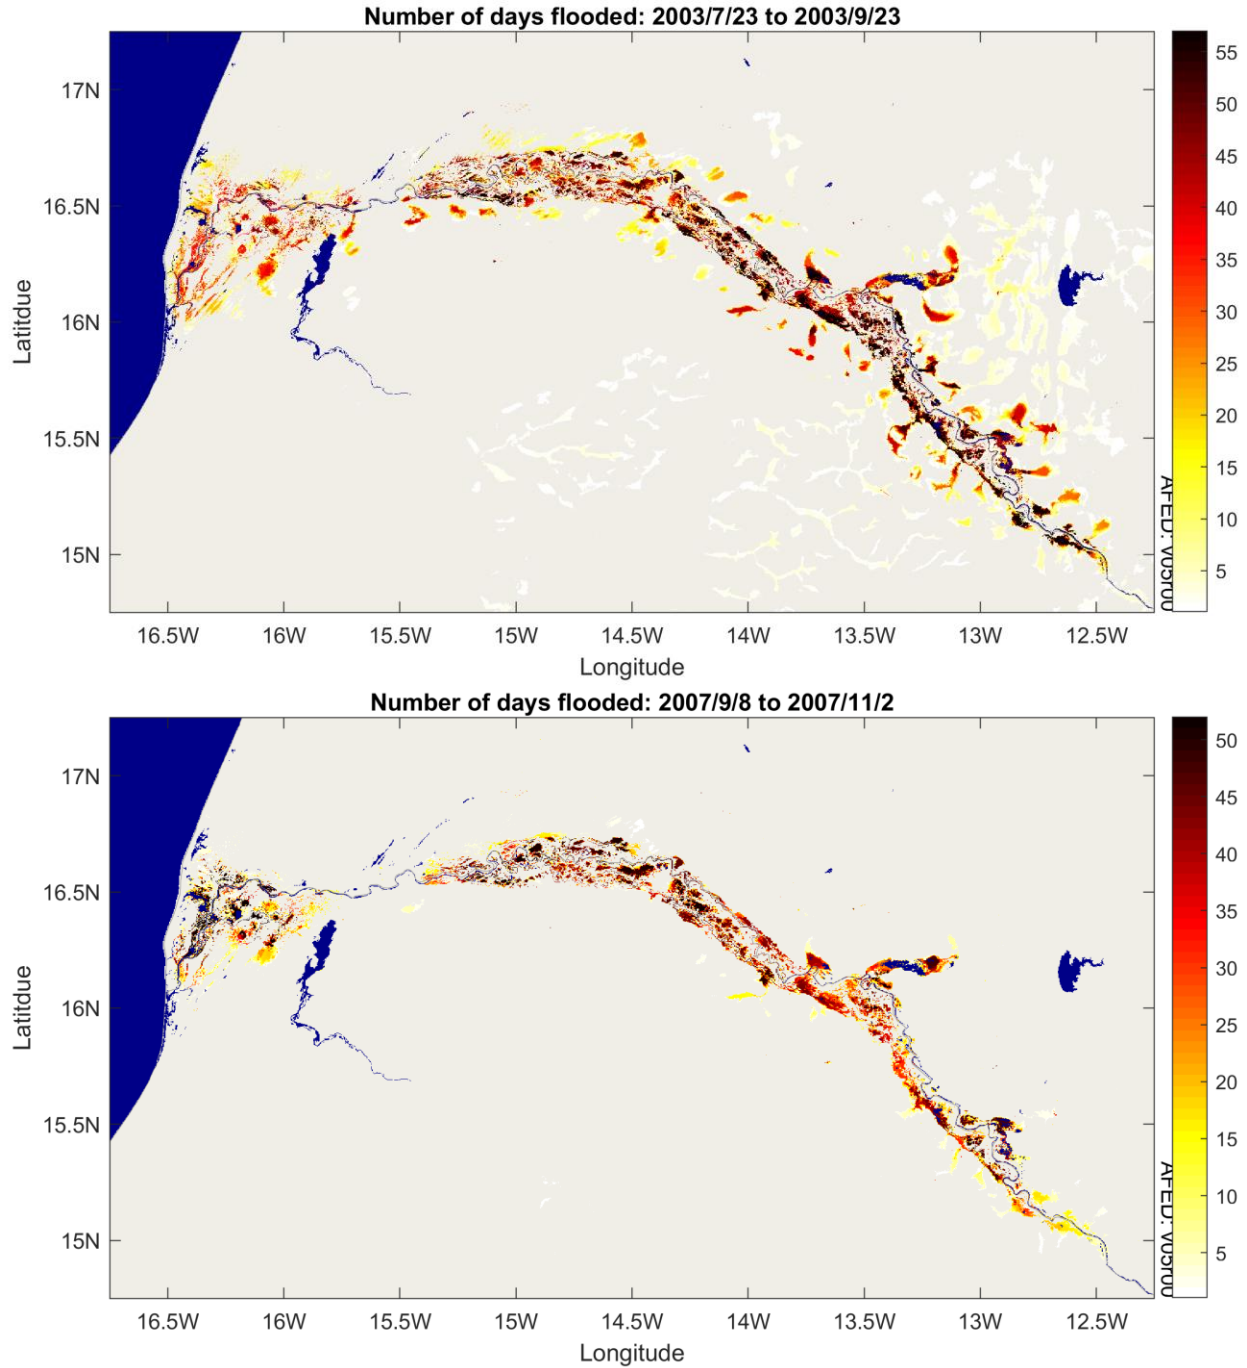 Number of days flooded: 2003/7/23 to 2003/9/23
17N
16.5N
16N
15.5N
15N
Latitdue
16.5W 16W 15.5W 15W 14.5W 14W 13.5W 13W 12.5W
Longitude
55
50
45
40
35
30
25
20
15
10
5
AFED: v05r00
Number of days flooded: 2007/9/8 to 2007/11/2
17N
16.5N
16N
15.5N
15N
Latitdue
16.5W 16W 15.5W 15W 14.5W 14W 13.5W 13W 12.5W
Longitude
50
45
40
35
30
25
20
15
10
5
AFED: v05r00